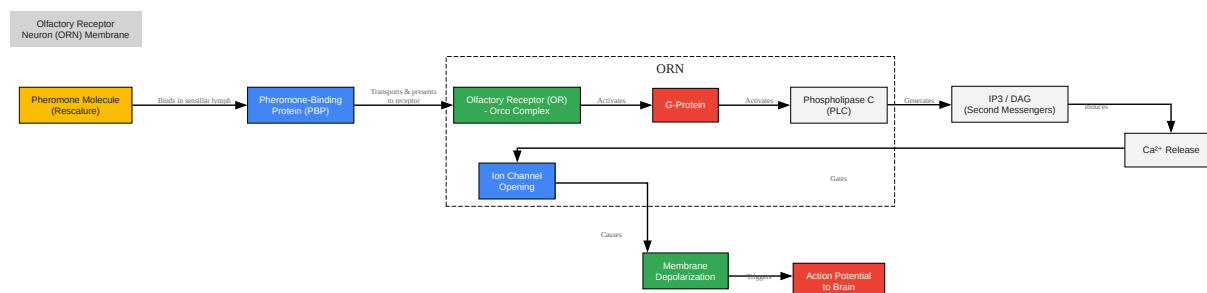 Olfactory Receptor
Neuron (ORN) Membrane
ORN
Pheromone Molecule
(Rescalure)
Binds in sensillar lymph
Pheromone-Binding
Protein (PBP)
Transports & presents
to receptor
Olfactory Receptor (OR)
- Orco Complex
Activates
G-Protein
Activates
Phospholipase C
(PLC)
Generates
IP3 / DAG
(Second Messengers)
Induces
Ca²⁺ Release
Gates
Ion Channel
Opening
Causes
Membrane
Depolarization
Triggers
Action Potential
to Brain